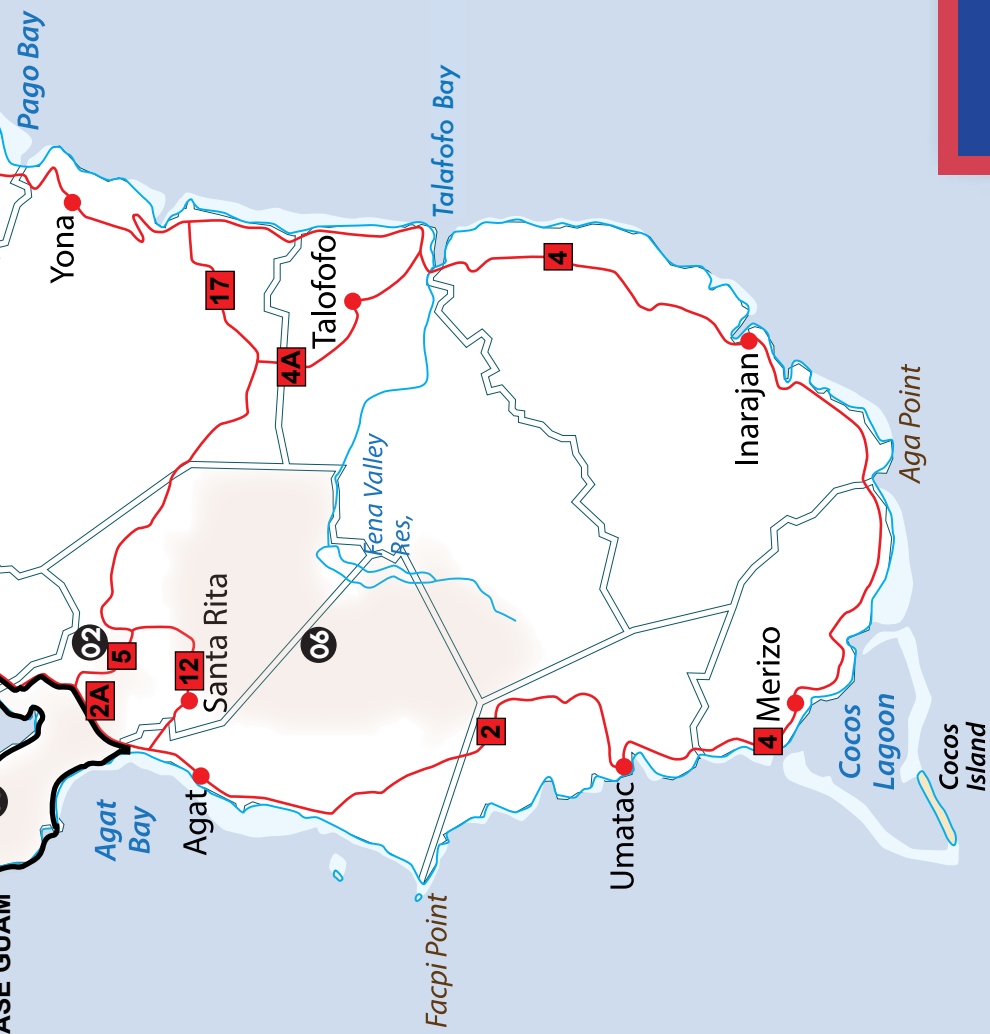 ASE GUAM
Pago Bay
Yona
02
2A
5
Agat
Bay
12
Agat
Santa Rita
17
4A
06
Talofofo
Fena Valley
Res,
Facpi Point
Talafofo Bay
2
4
Umatac
Inarajan
4
Merizo
Cocos
Lagoon
Aga Point
Cocos
Island